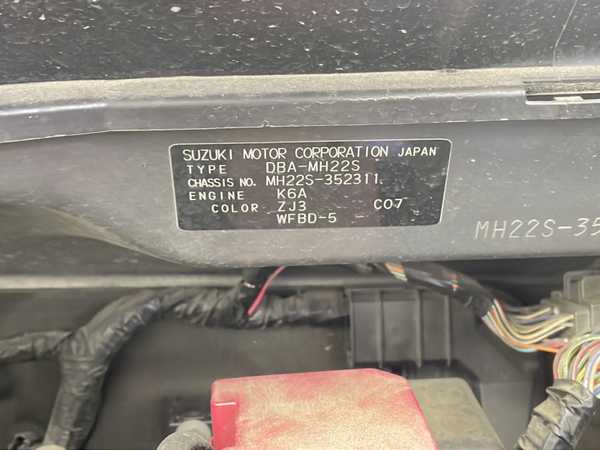 SUZUKI MOTOR CORPORATION JAPAN
TYPE DBA-MH22S
CHASSIS NO. MH22S-352311
ENGINE K6A
COLOR ZJ3 C07
WFBD-5
MH22S-35